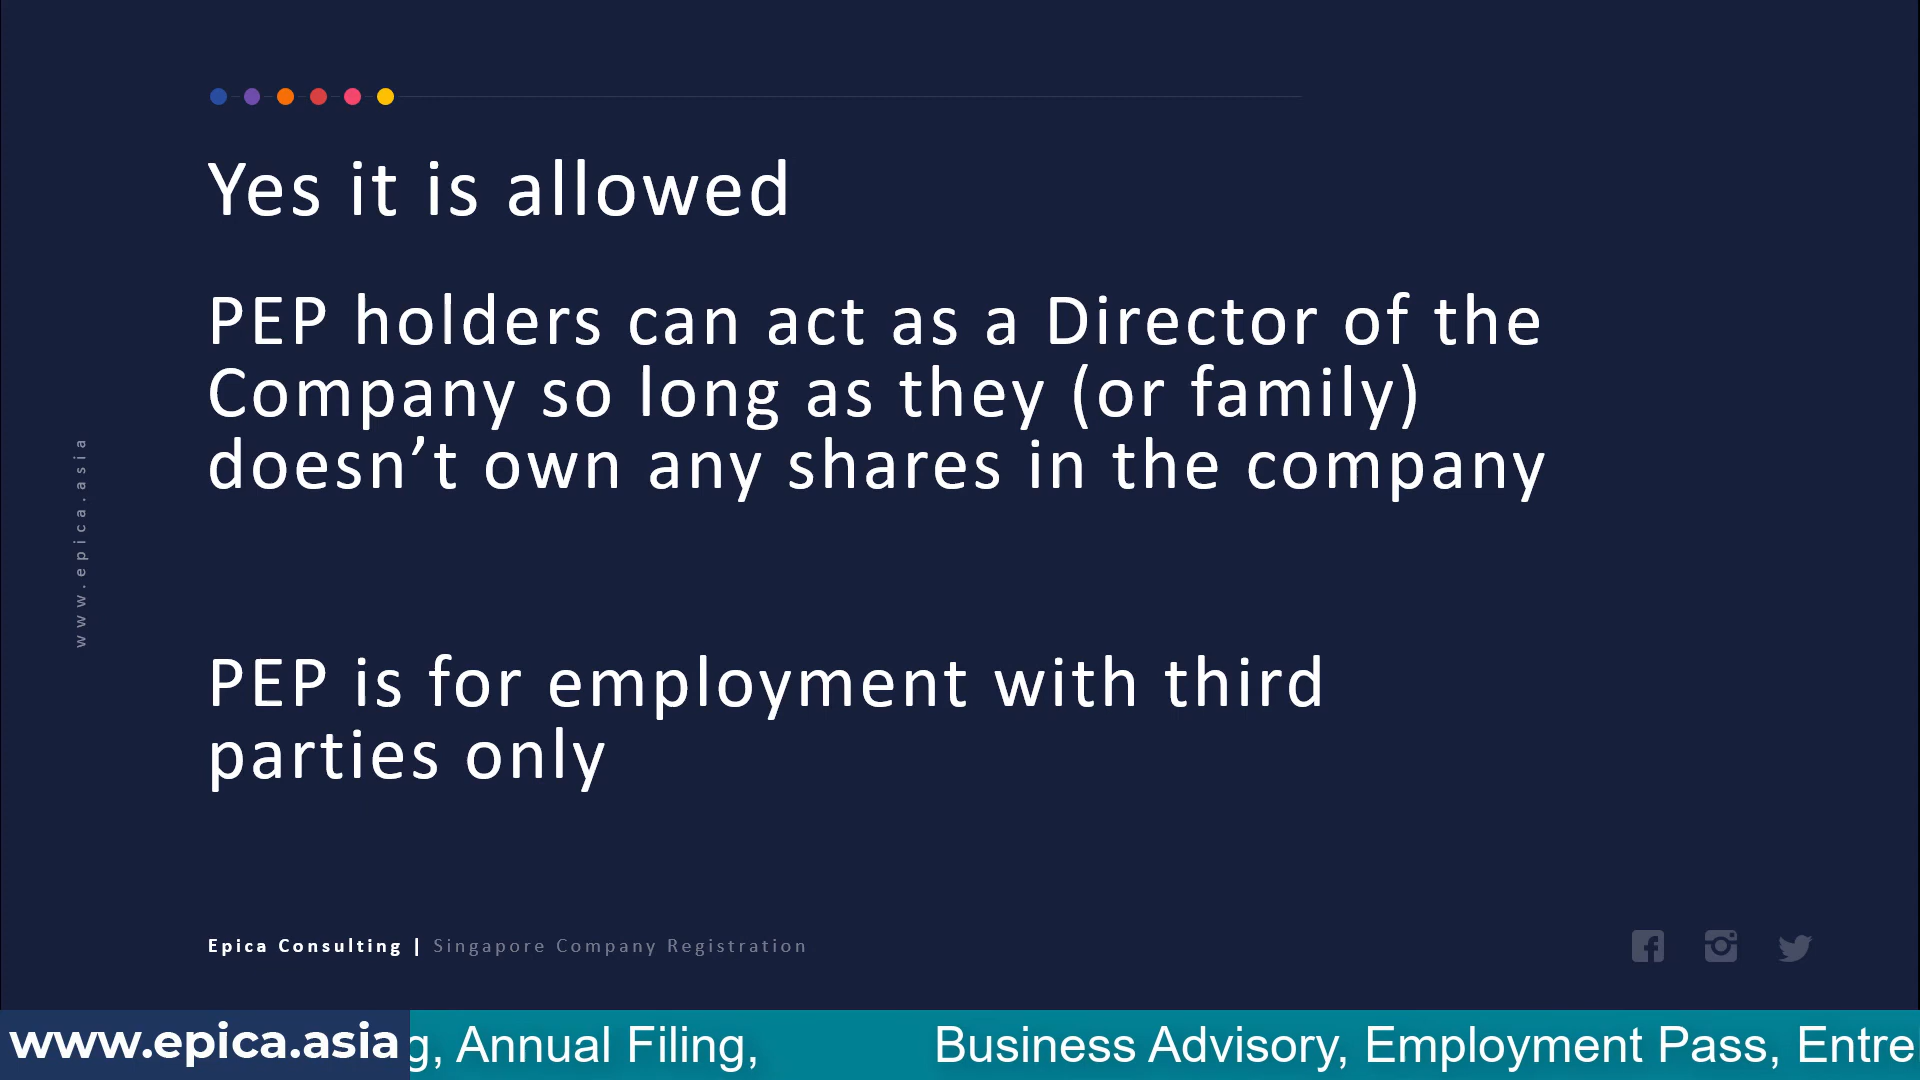 Yes it is allowed
PEP holders can act as a Director of the
Company so long as they (or family)
doesn’t own any shares in the company
www.epica.asia
PEP is for employment with third
parties only
Epica Consulting | Singapore Company Registration
www.epica.asia g, Annual Filing, Business Advisory, Employment Pass, Entre